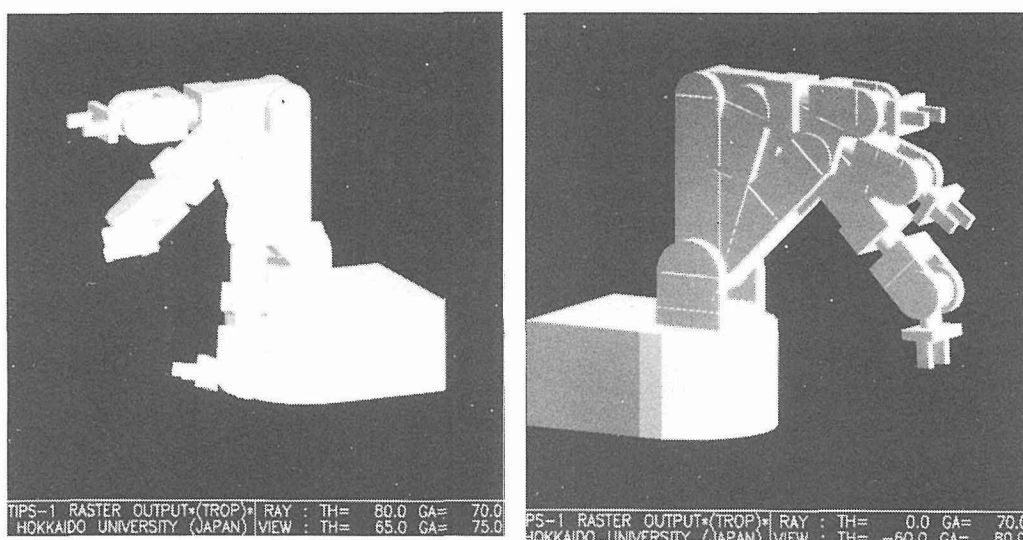 TIPS-1 RASTER OUTPUT*(TROP)* RAY : TH= 80.0 GA= 70.0
HOKKAIDO UNIVERSITY (JAPAN) VIEW : TH= 65.0 GA= 75.0
PS-1 RASTER OUTPUT*(TROP)* RAY : TH= 0.0 GA= 70.0
HOKKAIDO UNIVERSITY (JAPAN) VIEW : TH= -60.0 GA= 80.0